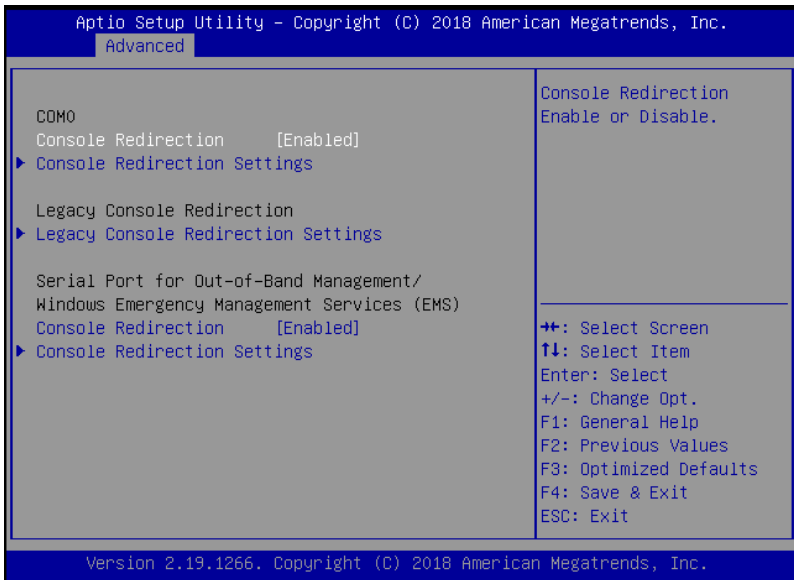 Aptio Setup Utility – Copyright (C) 2018 American Megatrends, Inc.
Advanced
COM0
Console Redirection [Enabled]
Console Redirection Settings
Legacy Console Redirection
Legacy Console Redirection Settings
Serial Port for Out-of-Band Management/
Windows Emergency Management Services (EMS)
Console Redirection [Enabled]
Console Redirection Settings
Console Redirection
Enable or Disable.
→←: Select Screen
↑↓: Select Item
Enter: Select
+/-: Change Opt.
F1: General Help
F2: Previous Values
F3: Optimized Defaults
F4: Save & Exit
ESC: Exit
Version 2.19.1266. Copyright (C) 2018 American Megatrends, Inc.